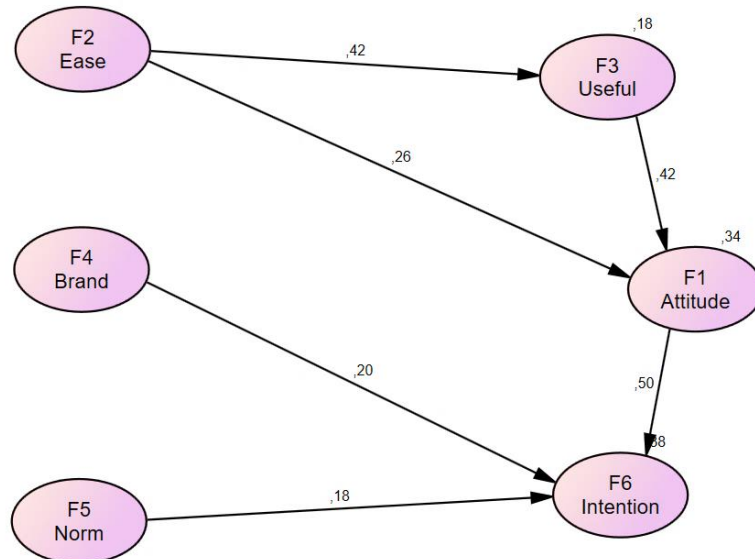 F2
Ease
,42
,18
F3
Useful
,26
,42
F4
Brand
,34
F1
Attitude
,20
,50
F5
Norm
,18
F6
Intention